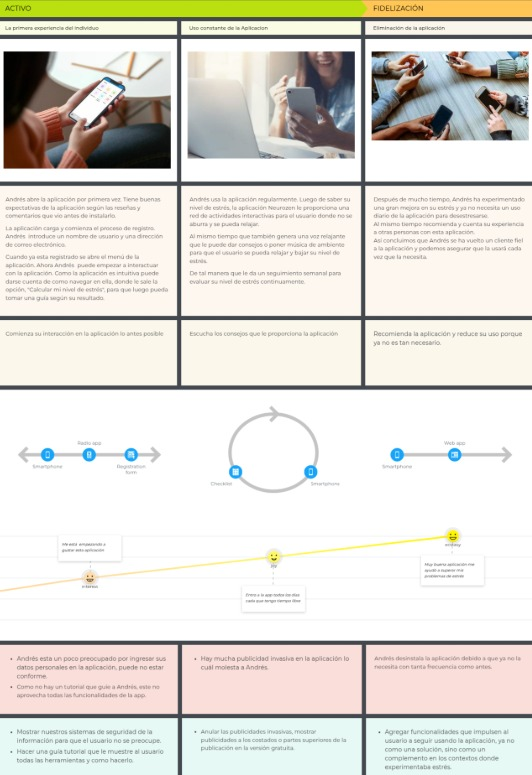 ACTIVO
FIDELIZACIÓN
La primera experiencia del individuo
Uso constante de la Aplicacion
Eliminación de la aplicación
Andrés abre la aplicación por primera vez. Tiene buenas
expectativas de la aplicación según las reseñas y
comentarios que vio antes de instalarlo.
La aplicación carga y comienza el proceso de registro.
Andrés introduce un nombre de usuario y una dirección
de correo electrónico.
Cuando ya esta registrado se abre el menú de la
aplicación. Ahora Andrés puede empezar a interactuar
con la aplicación. Como la aplicación es intuitiva puede
darse cuenta de como navegar en ella, donde le sale la
opción, "Calcular mi nivel de estrés", para que luego pueda
tomar una guía según su resultado.
Andrés usa la aplicación regularmente. Luego de saber su
nivel de estrés, la aplicación Neurozen le proporciona una
red de actividades interactivas para el usuario donde no se
aburra y se pueda relajar.
Al mismo tiempo que también genera una voz relajante
que le puede dar consejos o poner música de ambiento
para que el usuario se pueda relajar y bajar su nivel de
estrés.
De tal manera que le da un seguimiento semanal para
evaluar su nivel de estrés continuamente.
Después de mucho tiempo, Andrés ha experimentado
una gran mejora en su estrés y ya no necesita un uso
diario de la aplicación para desestresarse.
Al mismo tiempo recomienda y cuenta su experiencia
a otras personas con esta aplicación.
Asi concluimos que Andrés se ha vuelto un cliente fiel
a la aplicación y podemos asegurar que la usará cada
vez que la necesita.
Comienza su interacción en la aplicación lo antes posible
Escucha los consejos que le proporciona la aplicación
Recomienda la aplicación y reduce su uso porque
ya no es tan necesario.
Radix app
Smartphone
Registration
form
Checklist
Smartphone
Web app
Smartphone
Me está empezando a
gustar esta aplicación
Interest
Joy
Entro a la app todos los días
cada que tengo tiempo libre
ecstasy
Muy buena aplicación me
ayudó a superar mis
problemas de estrés
• Andrés esta un poco preocupado por ingresar sus
datos personales en la aplicación, puede no estar
conforme.
• Como no hay un tutorial que guíe a Andrés, este no
aprovecha todas las funcionalidades de la app.
• Hay mucha publicidad invasiva en la aplicación lo
cuál molesta a Andrés.
Andrés desinstala la aplicación debido a que ya no la
necesita con tanta frecuencia como antes.
• Mostrar nuestros sistemas de seguridad de la
información para que el usuario no se preocupe.
• Hacer una guía tutorial que le muestre al usuario
todas las herramientas y como hacerlo.
• Anular las publicidades invasivas, mostrar
publicidades a los costados o partes superiores de la
publicación en la versión gratuita.
• Agregar funcionalidades que impulsen al
usuario a seguir usando la aplicación, ya no
como una solución, sino como un
complemento en los contextos donde
experimentaba estrés.